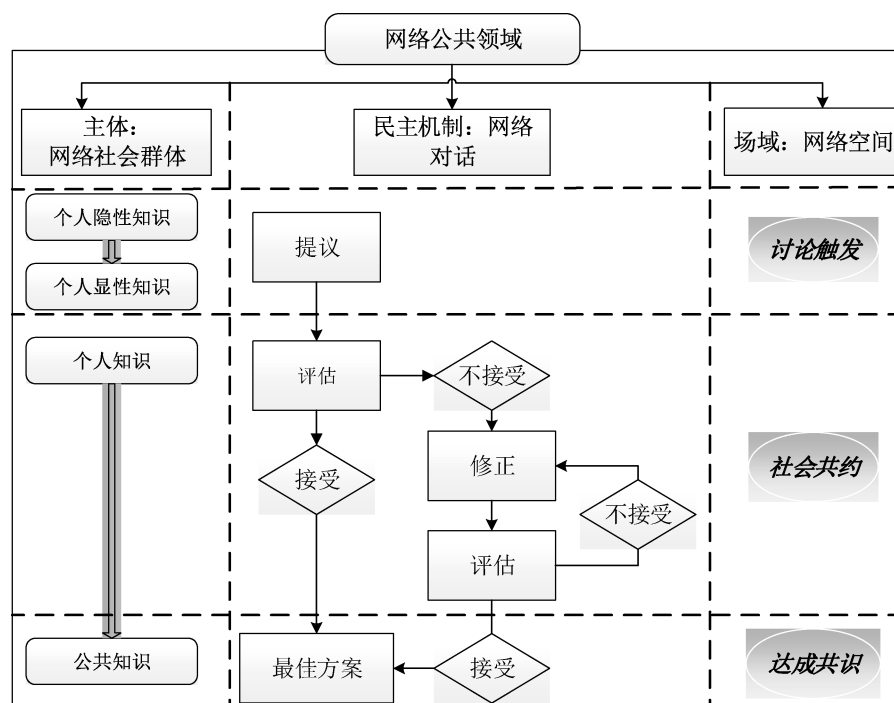 网络公共领域
主体：
网络社会群体
民主机制：网络
对话
场域：网络空间
个人隐性知识
个人显性知识
提议
讨论触发
个人知识
评估
不接受
接受
修正
不接受
评估
社会共约
公共知识
最佳方案
接受
达成共识